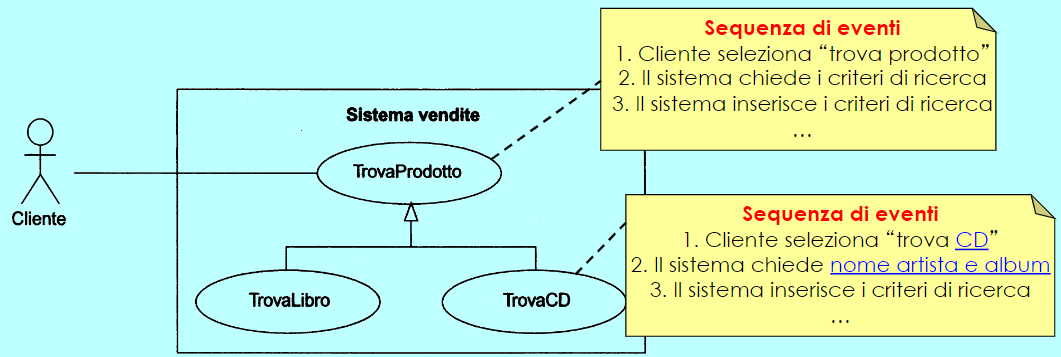 Sequenza di eventi
1. Cliente seleziona “trova prodotto”
2. Il sistema chiede i criteri di ricerca
3. Il sistema inserisce i criteri di ricerca
...
Sistema vendite
TrovaProdotto
Cliente
Sequenza di eventi
1. Cliente seleziona “trova CD”
2. Il sistema chiede nome artista e album
3. Il sistema inserisce i criteri di ricerca
...
TrovaLibro
TrovaCD